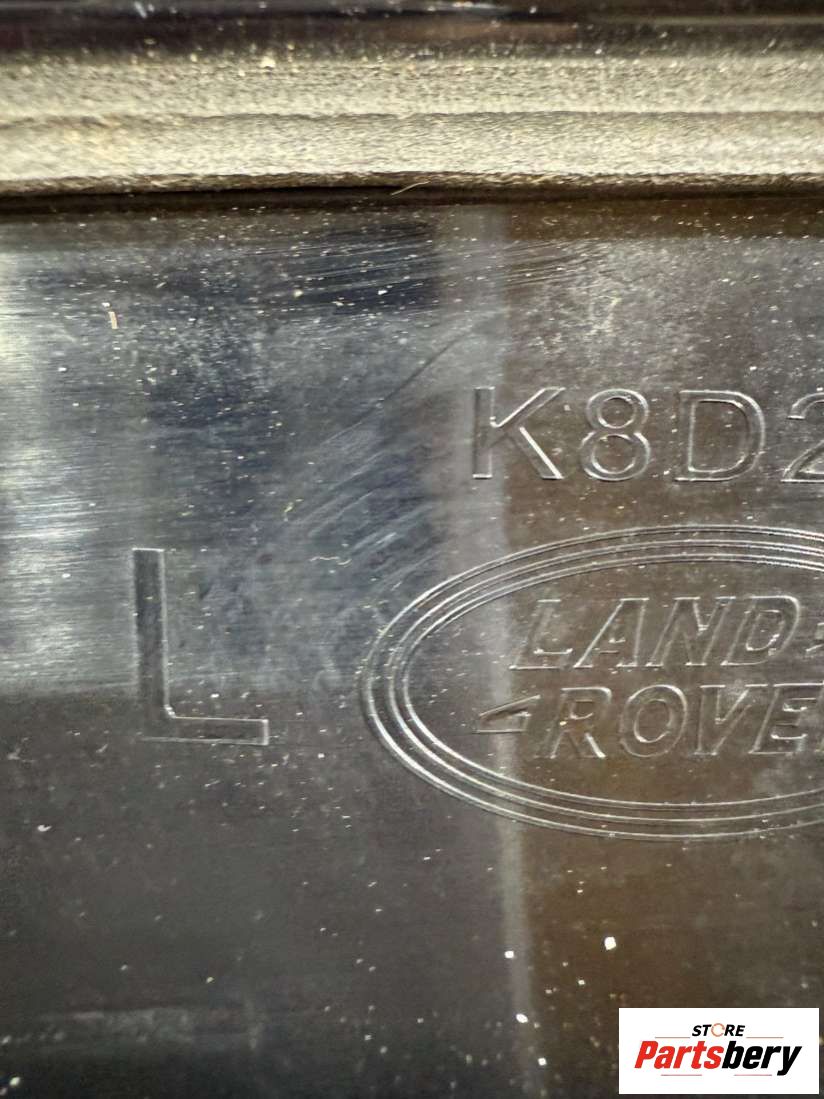 K8D2
L
LAND-
-ROVE
STORE
Partsbery